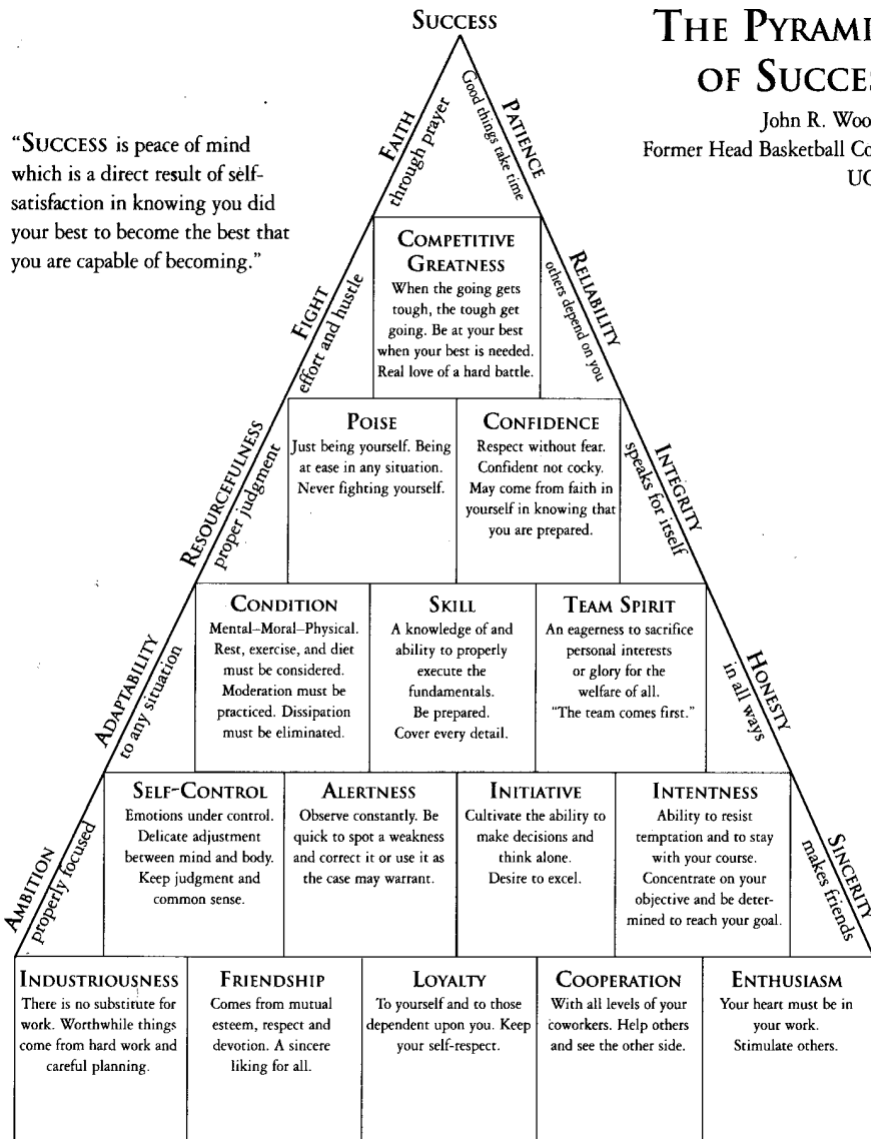 SUCCESS
THE PYRAMI
OF SUCCES
John R. Woo
Former Head Basketball Co
UC
"SUCCESS is peace of mind
which is a direct result of self-
satisfaction in knowing you did
your best to become the best that
you are capable of becoming."
FAITH
through prayer
PATIENCE
Good things take time
COMPETITIVE
GREATNESS
When the going gets
tough, the tough get
going. Be at your best
when your best is needed.
Real love of a hard battle.
FIGHT
effort and hustle
RELIABILITY
others depend on you
POISE
Just being yourself. Being
at ease in any situation.
Never fighting yourself.
CONFIDENCE
Respect without fear.
Confident not cocky.
May come from faith in
yourself in knowing that
you are prepared.
RESOURCEFULNESS
proper judgment
INTEGRITY
speaks for itself
CONDITION
Mental–Moral–Physical.
Rest, exercise, and diet
must be considered.
Moderation must be
practiced. Dissipation
must be eliminated.
SKILL
A knowledge of and
ability to properly
execute the
fundamentals.
Be prepared.
Cover every detail.
TEAM SPIRIT
An eagerness to sacrifice
personal interests
or glory for the
welfare of all.
"The team comes first."
ADAPTABILITY
to any situation
HONESTY
in all ways
SELF-CONTROL
Emotions under control.
Delicate adjustment
between mind and body.
Keep judgment and
common sense.
ALERTNESS
Observe constantly. Be
quick to spot a weakness
and correct it or use it as
the case may warrant.
INITIATIVE
Cultivate the ability to
make decisions and
think alone.
Desire to excel.
INTENTNESS
Ability to resist
temptation and to stay
with your course.
Concentrate on your
objective and be deter-
mined to reach your goal.
AMBITION
properly focused
SINCERITY
makes friends
INDUSTRIOUSNESS
There is no substitute for
work. Worthwhile things
come from hard work and
careful planning.
FRIENDSHIP
Comes from mutual
esteem, respect and
devotion. A sincere
liking for all.
LOYALTY
To yourself and to those
dependent upon you. Keep
your self-respect.
COOPERATION
With all levels of your
coworkers. Help others
and see the other side.
ENTHUSIASM
Your heart must be in
your work.
Stimulate others.